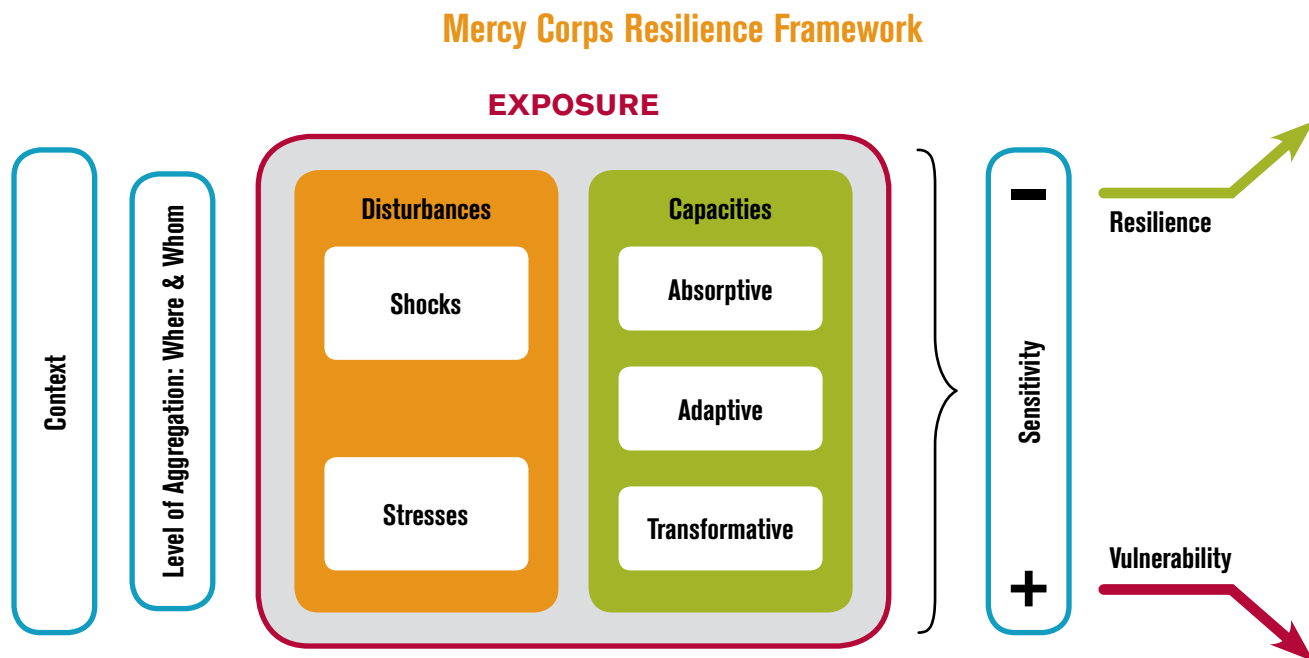 Mercy Corps Resilience Framework
EXPOSURE
Context
Level of Aggregation: Where & Whom
Disturbances
Shocks
Stresses
Capacities
Absorptive
Adaptive
Transformative
−
Sensitivity
+
Resilience
Vulnerability